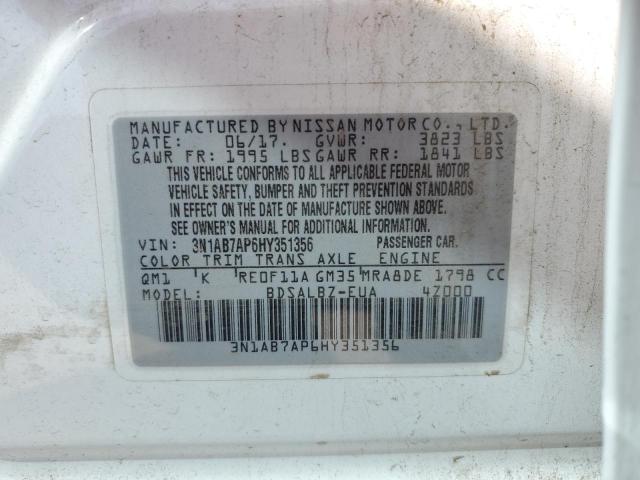 MANUFACTURED BY NISSAN MOTOR CO., LTD.
DATE: 06/17. GVWR: 3823 LBS
GAWR FR: 1995 LBS GAWR RR: 1841 LBS
THIS VEHICLE CONFORMS TO ALL APPLICABLE FEDERAL MOTOR
VEHICLE SAFETY, BUMPER AND THEFT PREVENTION STANDARDS
IN EFFECT ON THE DATE OF MANUFACTURE SHOWN ABOVE.
SEE OWNER'S MANUAL FOR ADDITIONAL INFORMATION.
VIN: 3N1AB7AP6HY351356 PASSENGER CAR.
COLOR TRIM TRANS AXLE ENGINE
QM1 K RE0F11A GM35 MRA8DE 1798 CC
MODEL: BDSALBZ-EUA 4Z000
3N1AB7AP6HY351356